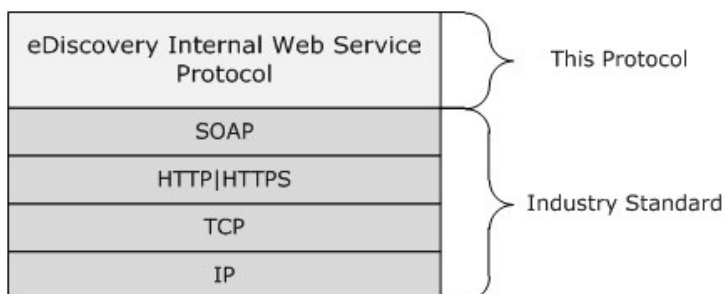 eDiscovery Internal Web Service
Protocol
This Protocol
SOAP
HTTP|HTTPS
TCP
IP
Industry Standard